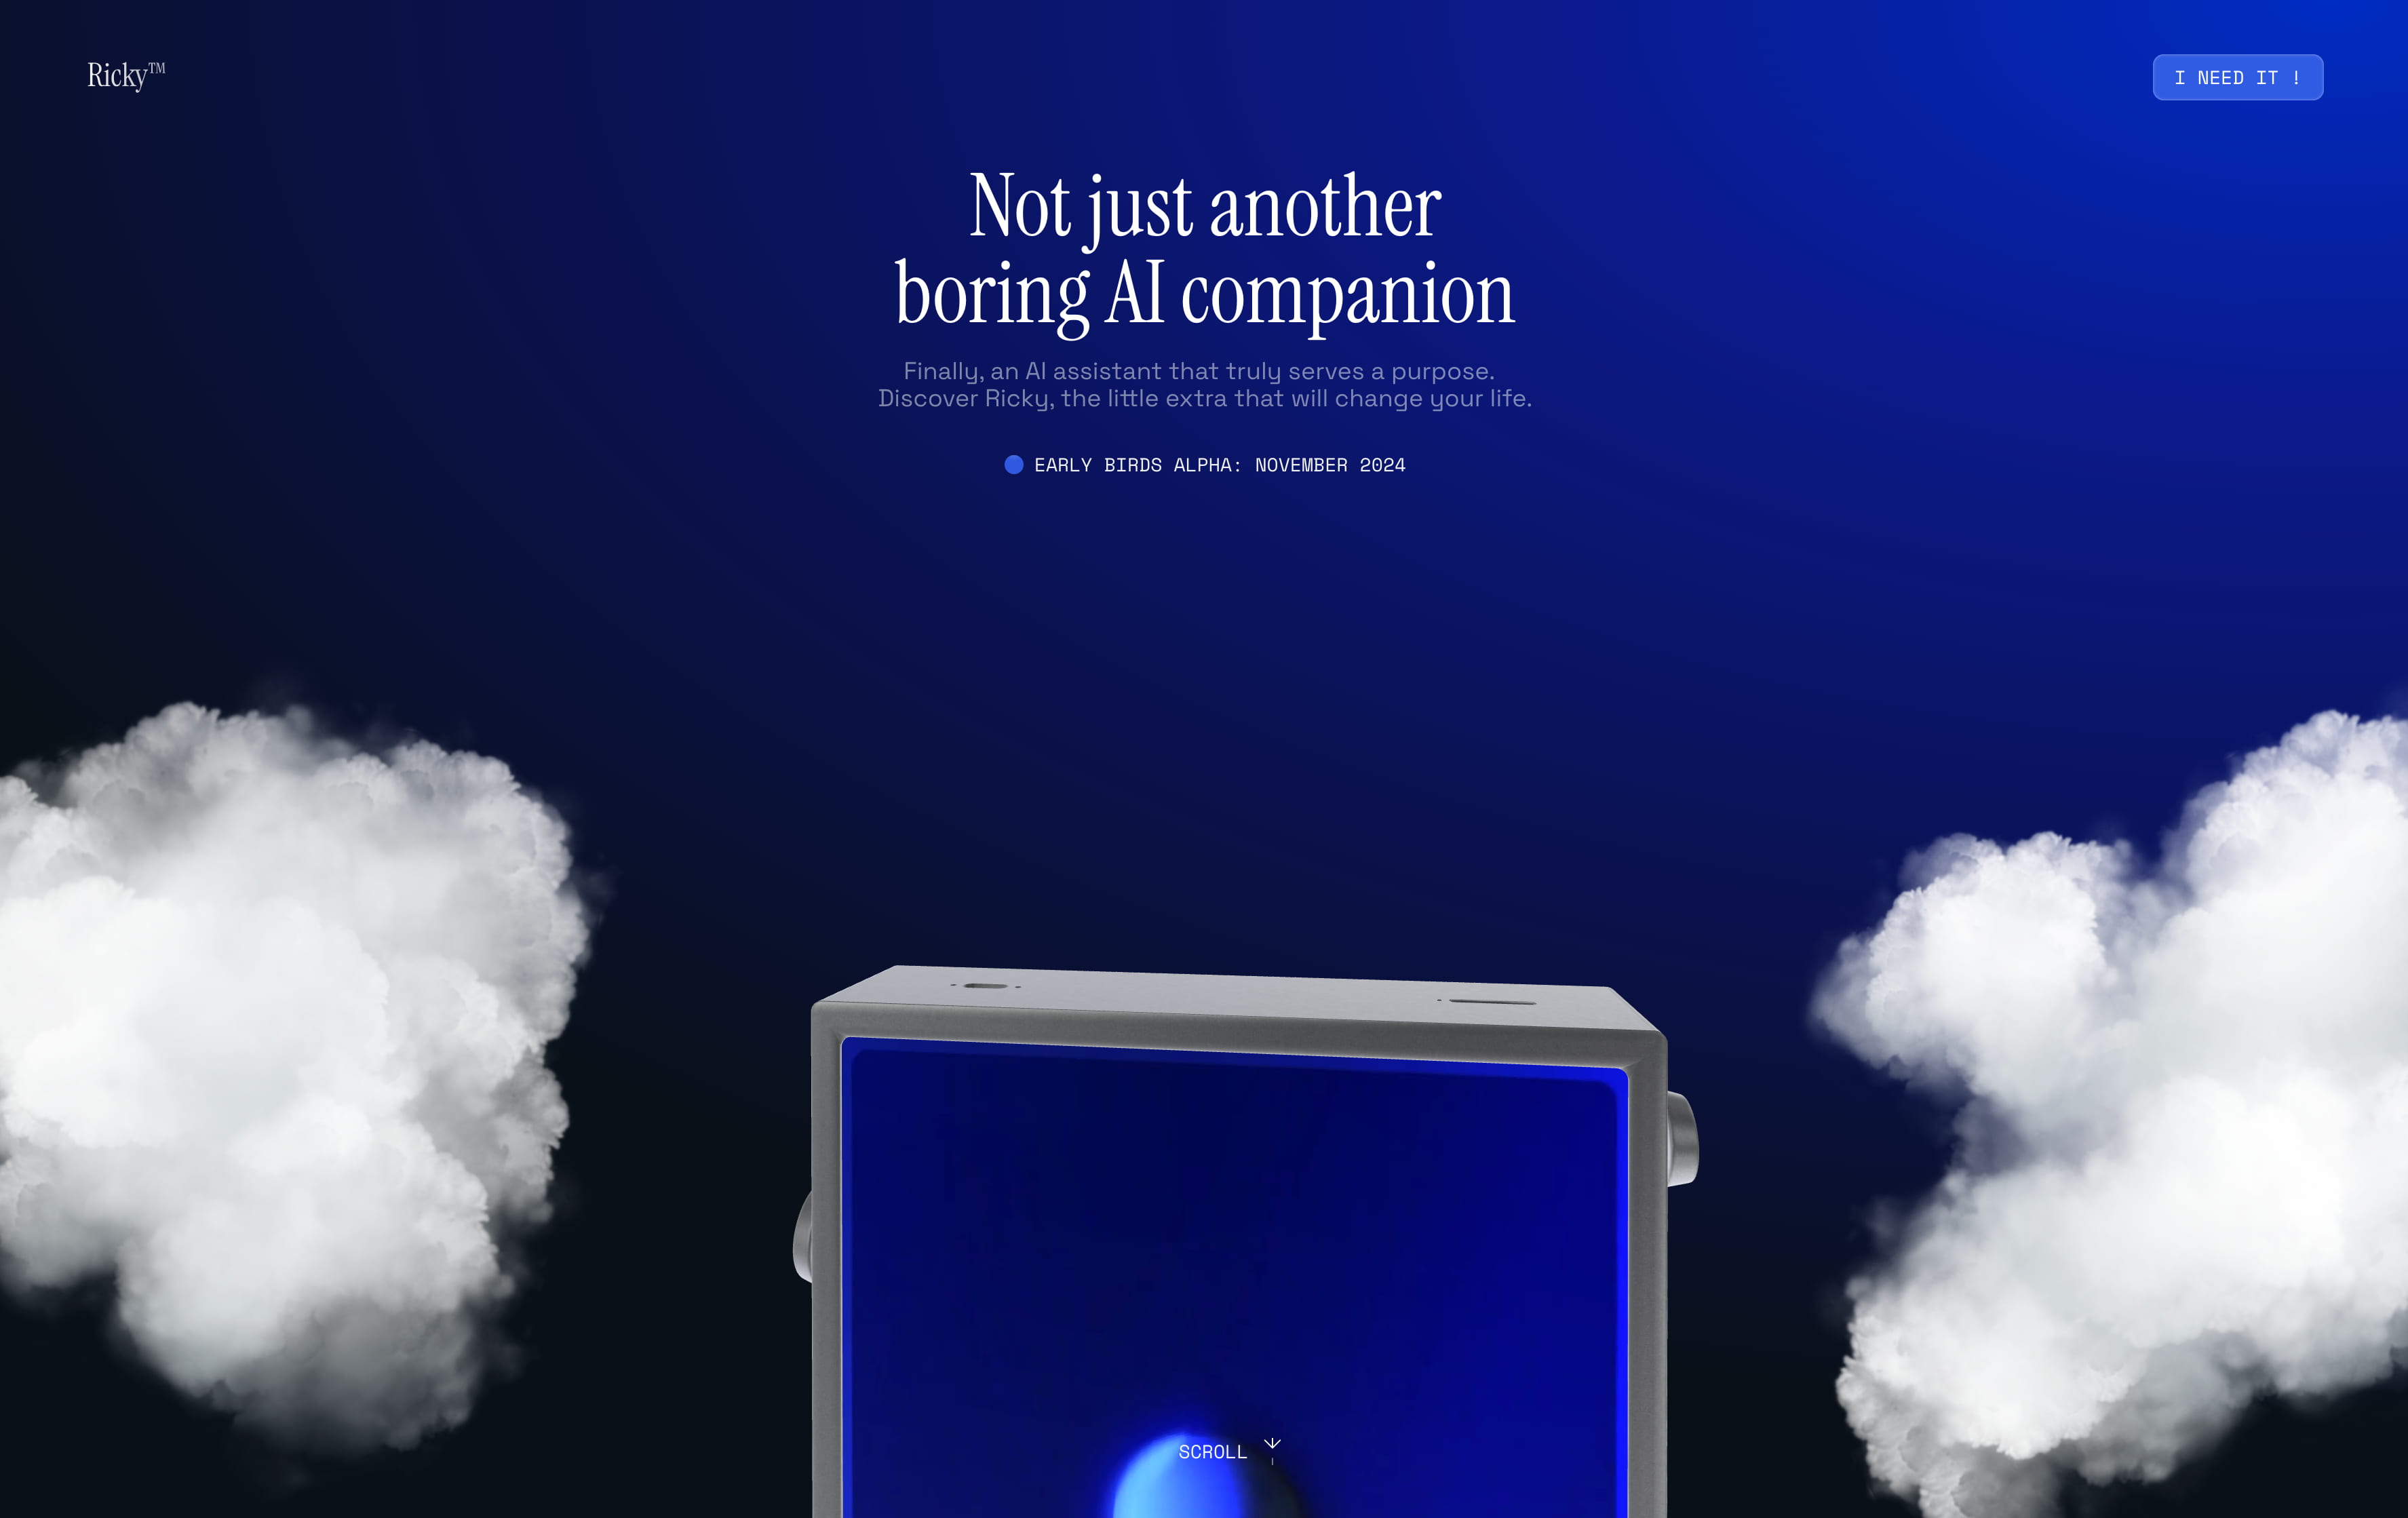 Ricky™
I NEED IT !
Not just another
boring AI companion
Finally, an AI assistant that truly serves a purpose.
Discover Ricky, the little extra that will change your life.
EARLY BIRDS ALPHA: NOVEMBER 2024
SCROLL